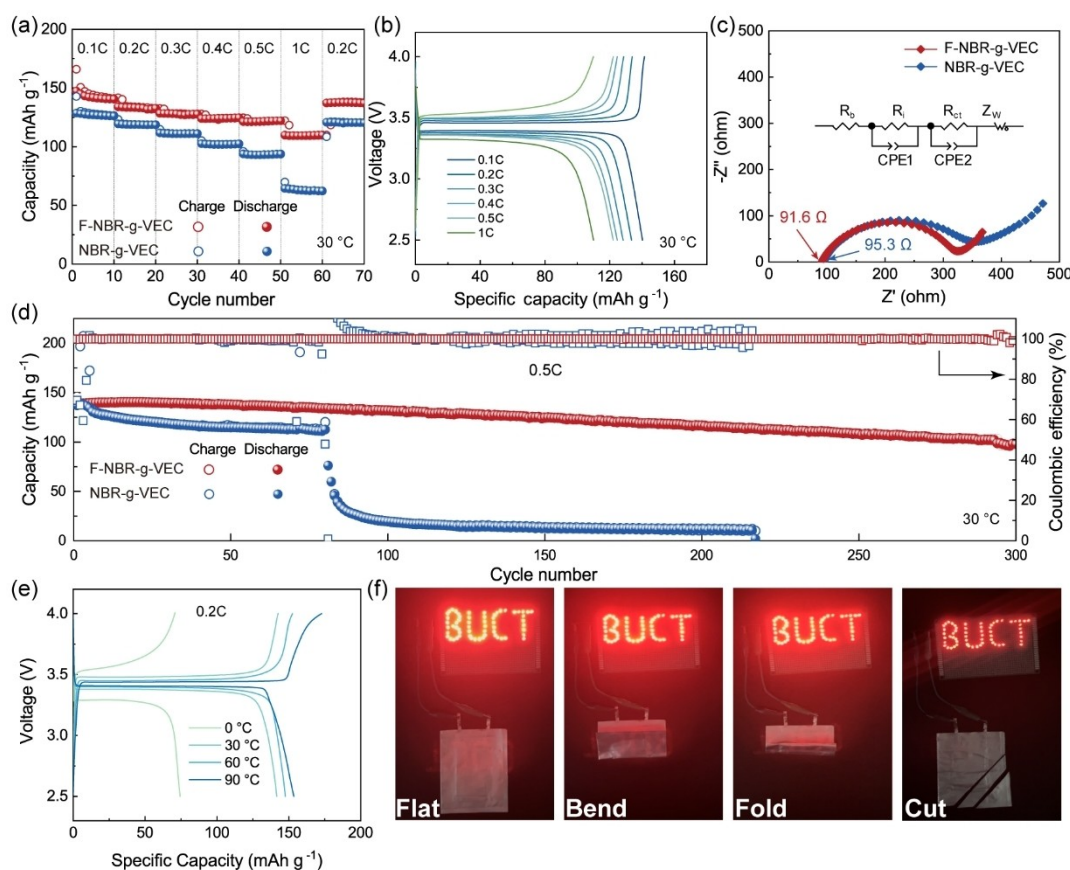 (a)
200
150
100
50
0
0.1C 0.2C 0.3C 0.4C 0.5C 1C 0.2C
Charge Discharge
F-NBR-g-VEC
NBR-g-VEC
30 °C
0 10 20 30 40 50 60 70
Capacity (mAh g⁻¹)
Cycle number
(b)
4.0
3.5
3.0
2.5
Voltage (V)
0.1C
0.2C
0.3C
0.4C
0.5C
1C
30 °C
0 40 80 120 160
Specific capacity (mAh g⁻¹)
(c)
500
400
300
200
100
0
-Z" (ohm)
F-NBR-g-VEC
NBR-g-VEC
Rb Ri Rct ZW
CPE1 CPE2
91.6 Ω
95.3 Ω
0 100 200 300 400 500
Z' (ohm)
(d)
200
150
100
50
0
Capacity (mAh g⁻¹)
0.5C
Charge Discharge
F-NBR-g-VEC
NBR-g-VEC
30 °C
100
80
60
40
20
0
Coulombic efficiency (%)
0 50 100 150 200 250 300
Cycle number
(e)
0.2C
4.0
3.5
3.0
2.5
Voltage (V)
0 °C
30 °C
60 °C
90 °C
0 50 100 150 200
Specific Capacity (mAh g⁻¹)
(f)
BUCT BUCT BUCT BUCT
Flat Bend Fold Cut